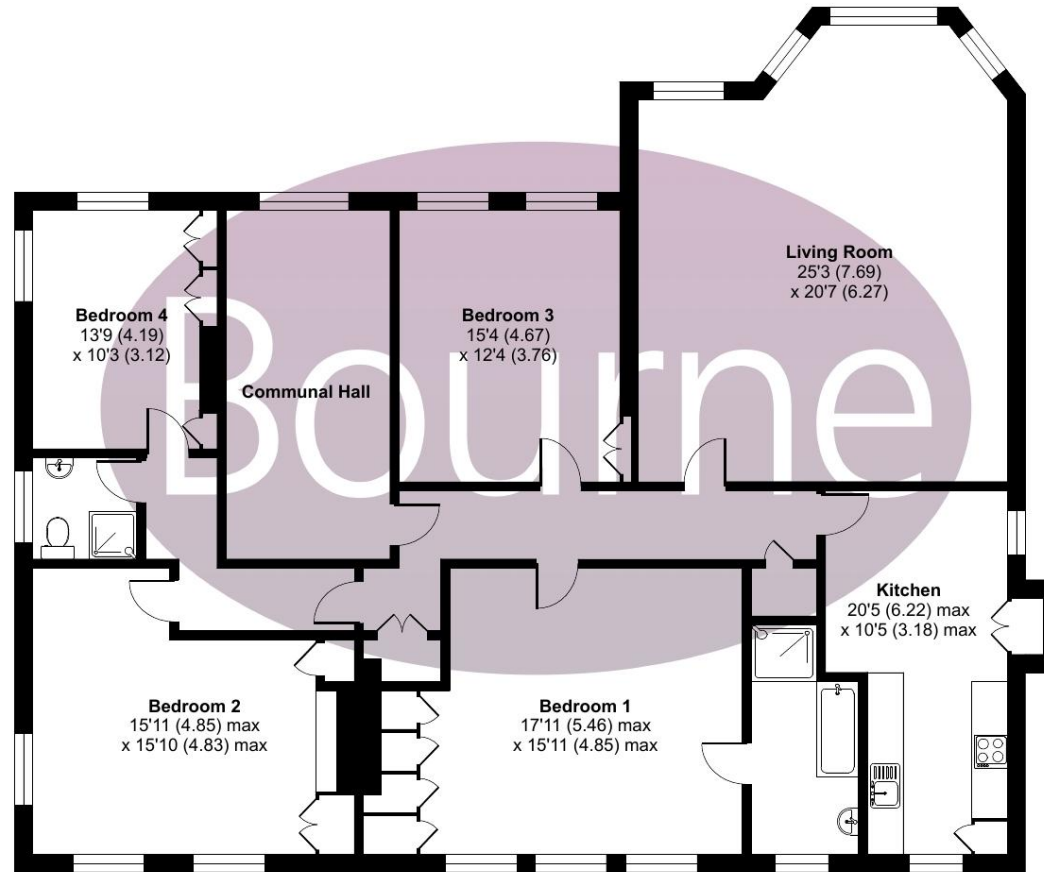 Living Room
25'3 (7.69)
x 20'7 (6.27)
Bedroom 4
13'9 (4.19)
x 10'3 (3.12)
Bedroom 3
15'4 (4.67)
x 12'4 (3.76)
Communal Hall
Bourne
Kitchen
20'5 (6.22) max
x 10'5 (3.18) max
Bedroom 2
15'11 (4.85) max
x 15'10 (4.83) max
Bedroom 1
17'11 (5.46) max
x 15'11 (4.85) max